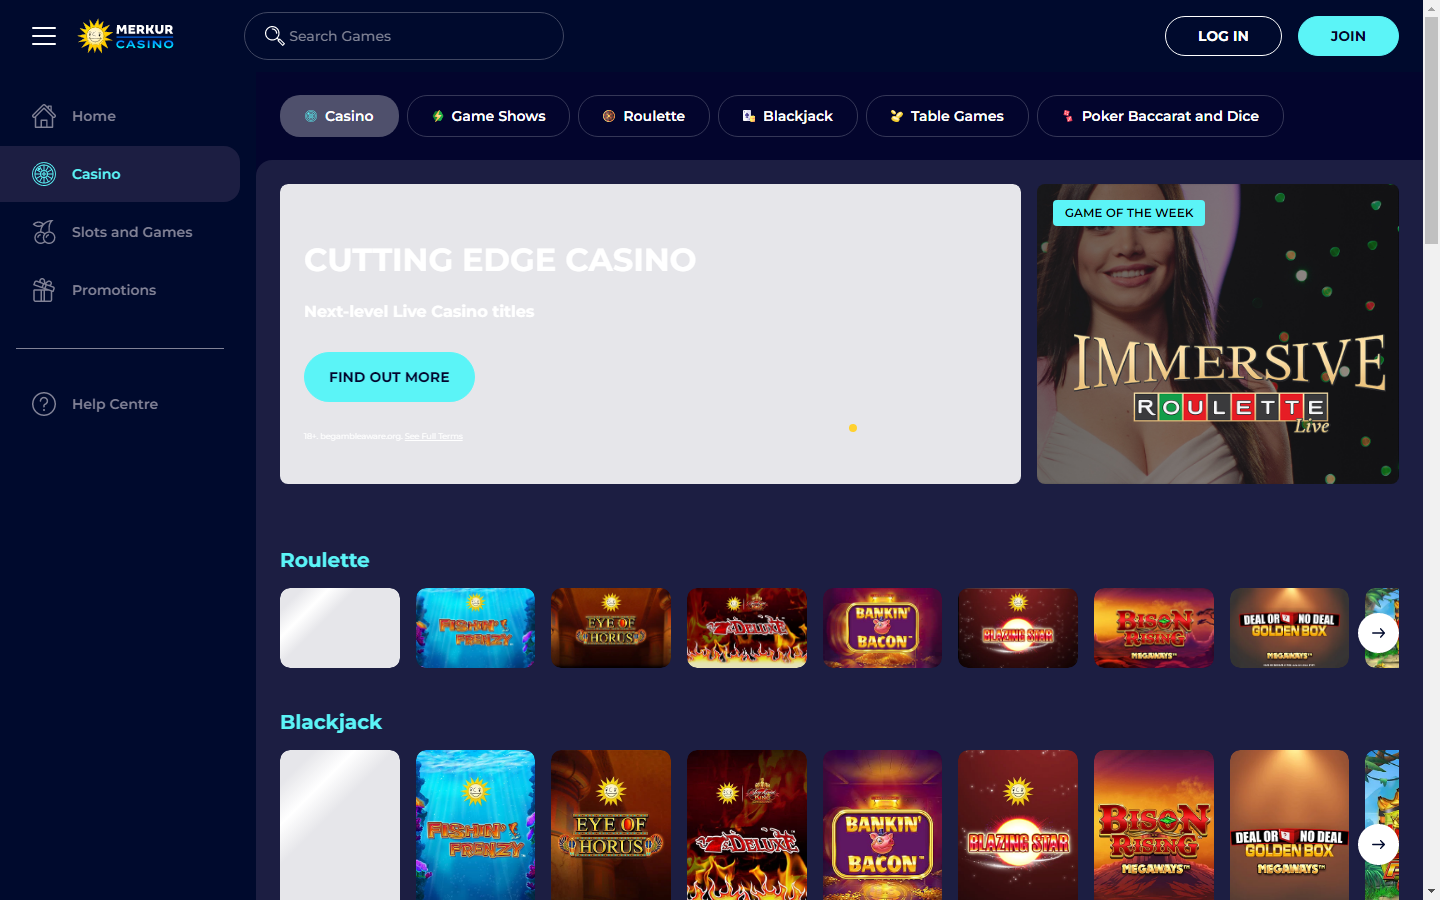 MERKUR
CASINO
Search Games
LOG IN
JOIN
Home
Casino
Slots and Games
Promotions
Help Centre
Casino
Game Shows
Roulette
Blackjack
Table Games
Poker Baccarat and Dice
CUTTING EDGE CASINO
Next-level Live Casino titles
FIND OUT MORE
18+. begambleaware.org. See Full Terms
GAME OF THE WEEK
IMMERSIVE
ROULETTE
Live
Roulette
FISHIN' FRENZY
EYE OF
HORUS
7's DELUXE
BANKIN'
BACON
BLAZING STAR
BISON
RISING
MEGAWAYS
DEAL OR NO DEAL
GOLDEN BOX
MEGAWAYS
Blackjack
FISHIN'
FRENZY
EYE OF
HORUS
7's DELUXE
BANKIN'
BACON
BLAZING STAR
BISON
RISING
MEGAWAYS
DEAL OR NO DEAL
GOLDEN BOX
MEGAWAYS